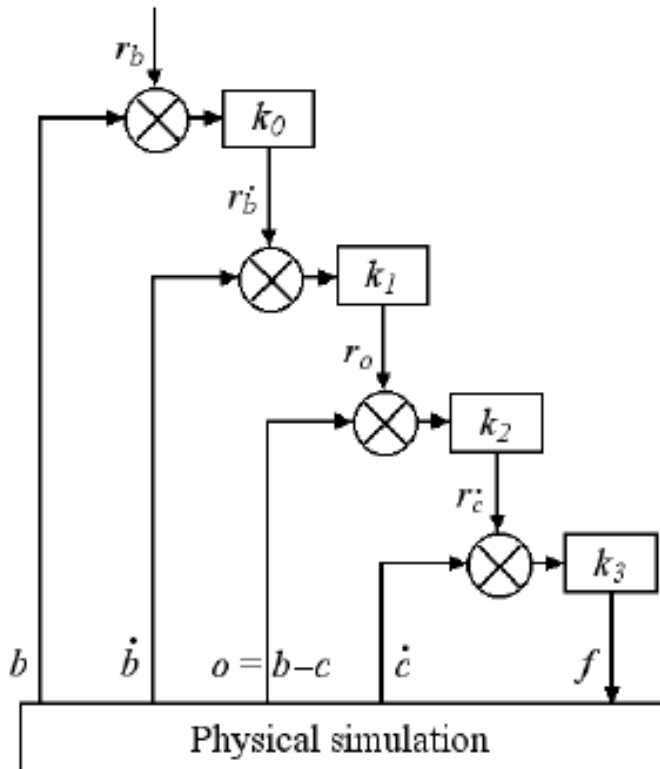 r_b
k_0
r_ḃ
k_1
r_o
k_2
r_ċ
k_3
b ḃ o = b–c ċ f
Physical simulation